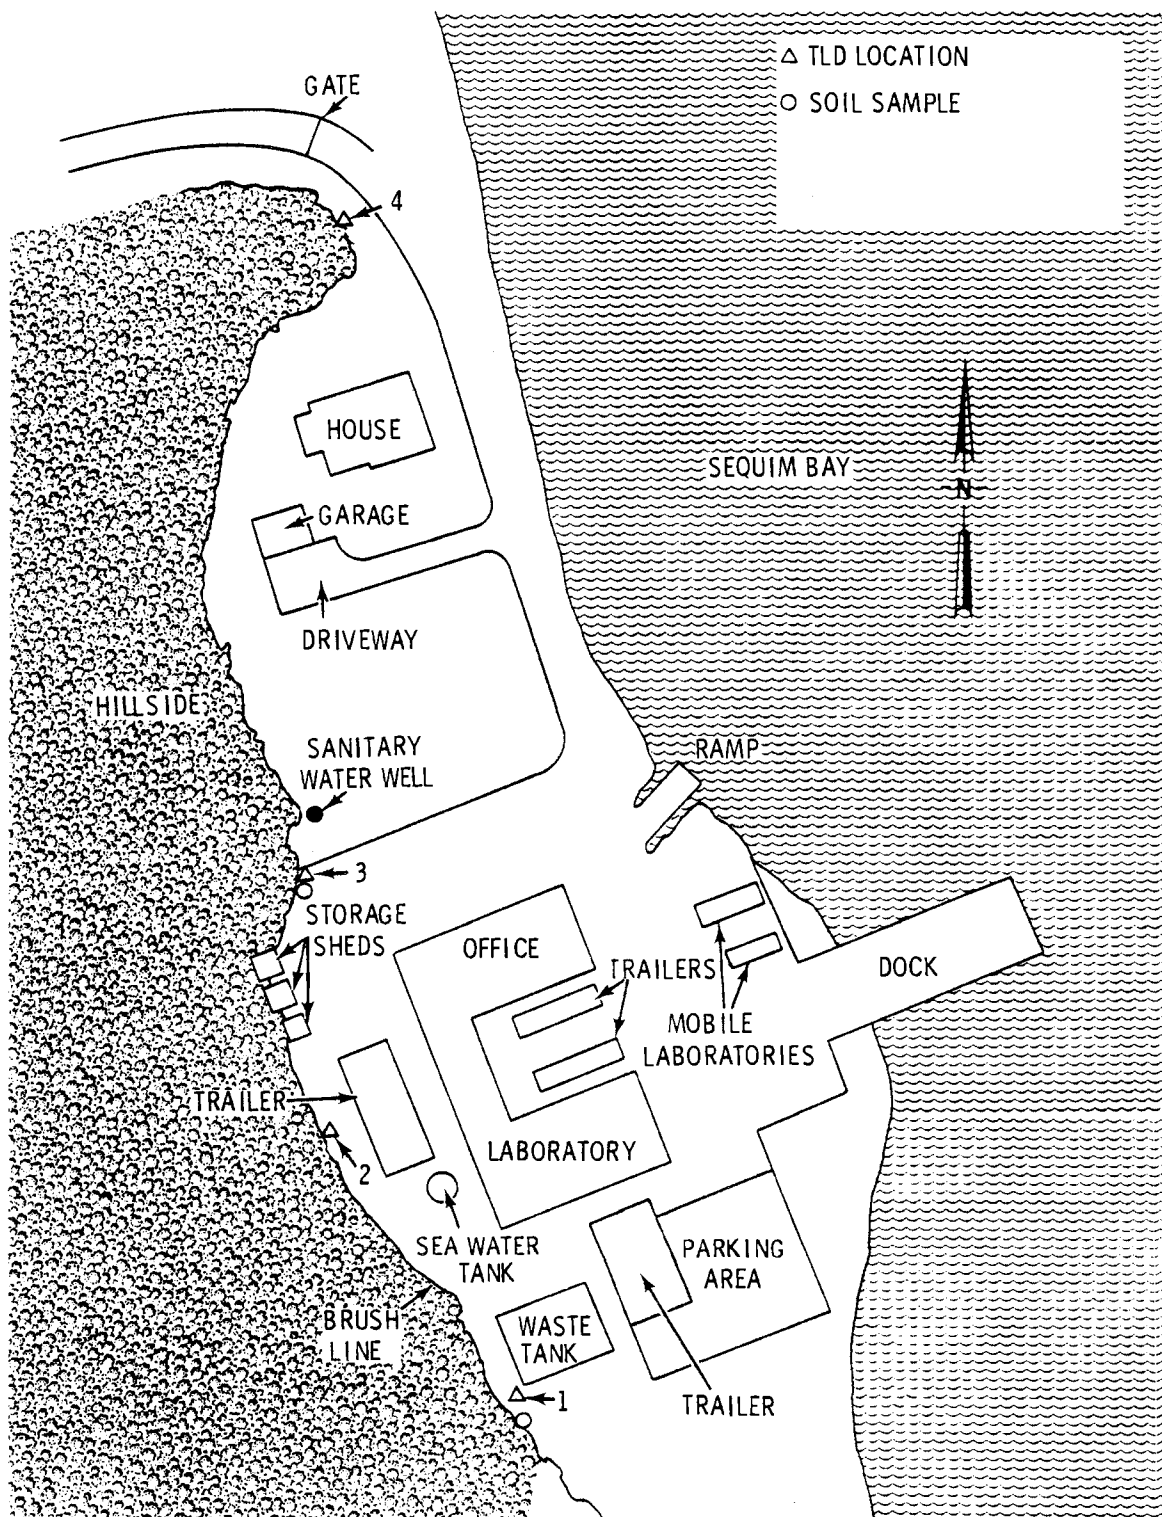 TLD LOCATION
SOIL SAMPLE
GATE
4
HOUSE
SEQUIM BAY
N
GARAGE
DRIVEWAY
HILLSIDE
SANITARY
WATER WELL
RAMP
3
STORAGE
SHEDS
OFFICE
TRAILERS
DOCK
MOBILE
LABORATORIES
TRAILER
LABORATORY
2
SEA WATER
TANK
PARKING
AREA
BRUSH
LINE
WASTE
TANK
1
TRAILER